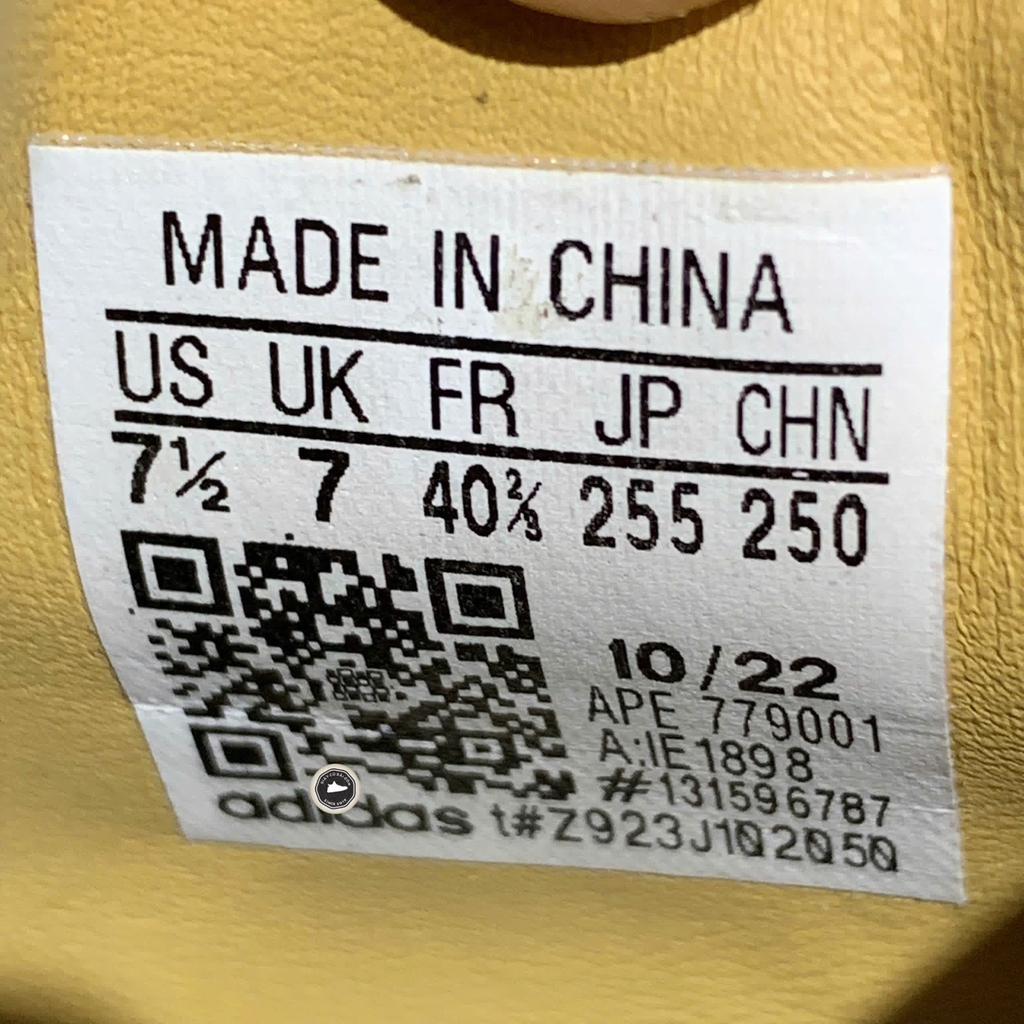 MADE IN CHINA
US UK FR JP CHN
7½ 7 40⅔ 255 250
10/22
APE 779001
A:IE1898
#131596787
adidas t#Z923J102050